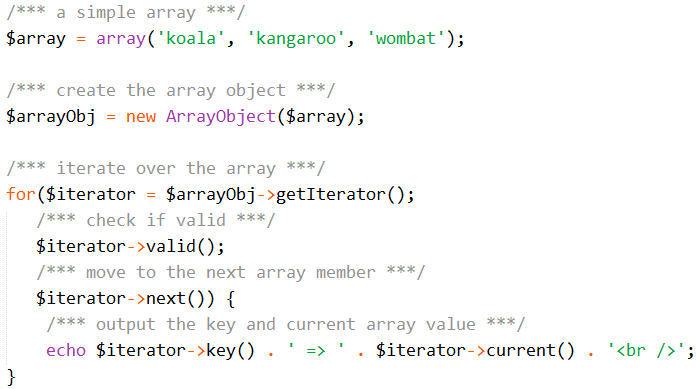 /*** a simple array ***/
$array = array('koala', 'kangaroo', 'wombat');

/*** create the array object ***/
$arrayObj = new ArrayObject($array);

/*** iterate over the array ***/
for($iterator = $arrayObj->getIterator();
   /*** check if valid ***/
   $iterator->valid();
   /*** move to the next array member ***/
   $iterator->next()) {
    /*** output the key and current array value ***/
    echo $iterator->key() . ' => ' . $iterator->current() . '<br />';
}